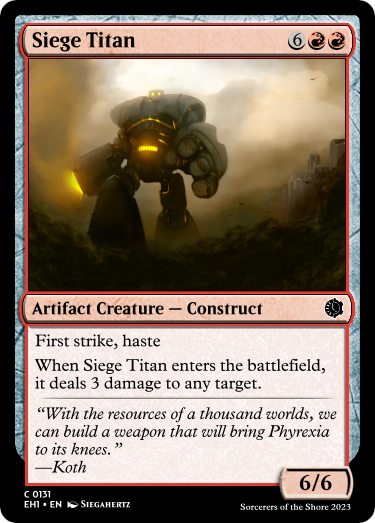 Siege Titan 6
Artifact Creature — Construct
First strike, haste
When Siege Titan enters the battlefield,
it deals 3 damage to any target.
“With the resources of a thousand worlds, we
can build a weapon that will bring Phyrexia
to its knees.”
—Koth
6/6
C 0131
EH1 • EN SIEGAHERTZ
Sorcerers of the Shore 2023